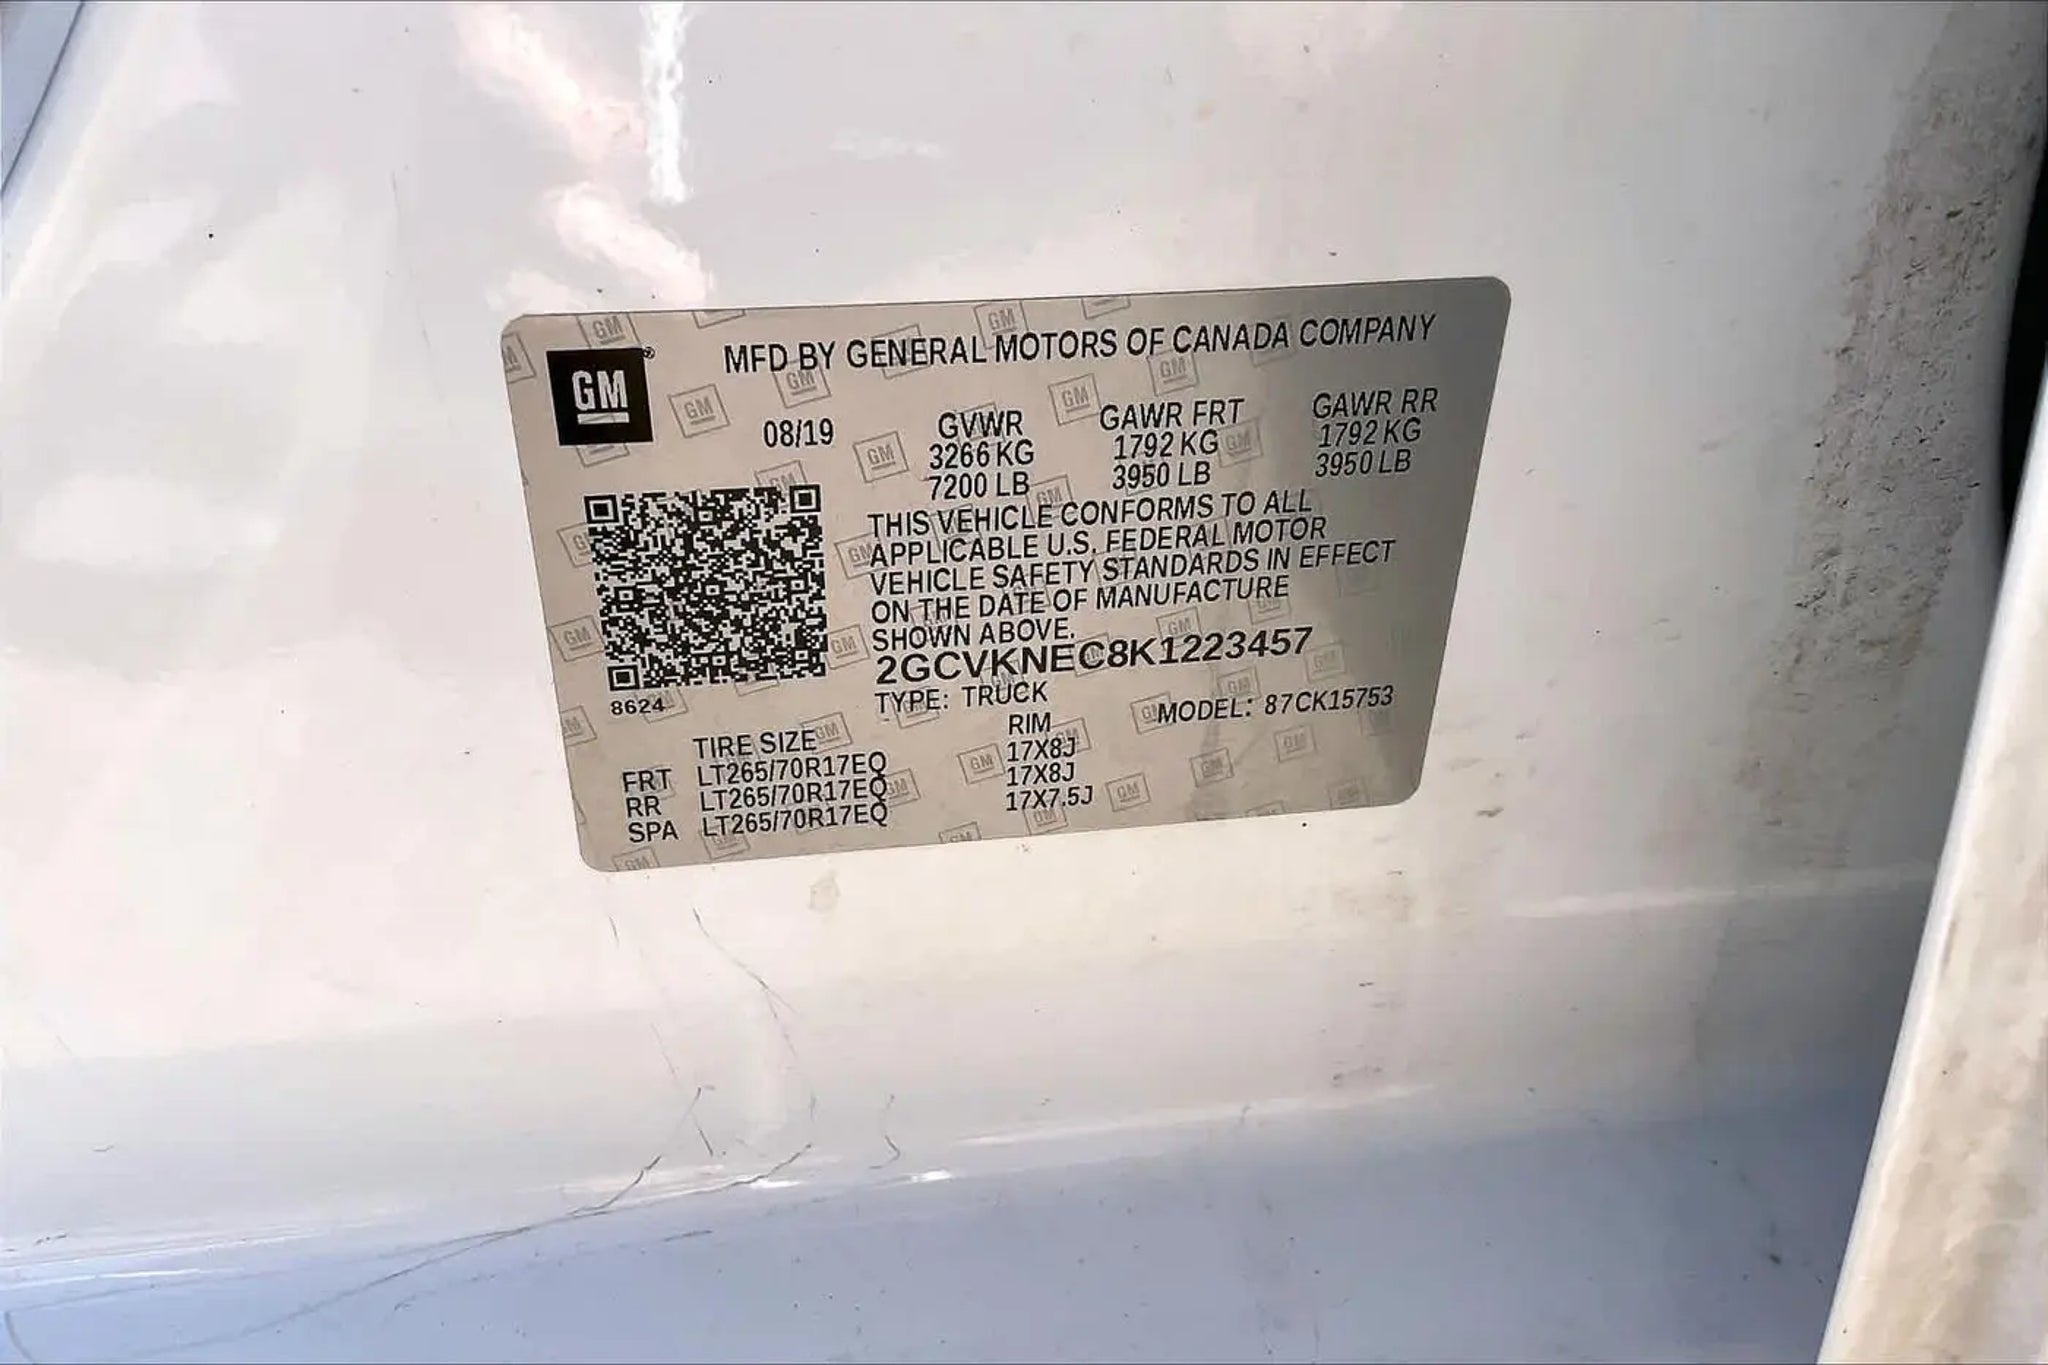 GM®
MFD BY GENERAL MOTORS OF CANADA COMPANY
08/19
GVWR GAWR FRT GAWR RR
3266 KG 1792 KG 1792 KG
7200 LB 3950 LB 3950 LB
THIS VEHICLE CONFORMS TO ALL
APPLICABLE U.S. FEDERAL MOTOR
VEHICLE SAFETY STANDARDS IN EFFECT
ON THE DATE OF MANUFACTURE
SHOWN ABOVE.
2GCVKNEC8K1223457
8624 TYPE: TRUCK MODEL: 87CK15753
TIRE SIZE RIM
FRT LT265/70R17EQ 17X8J
RR LT265/70R17EQ 17X8J
SPA LT265/70R17EQ 17X7.5J